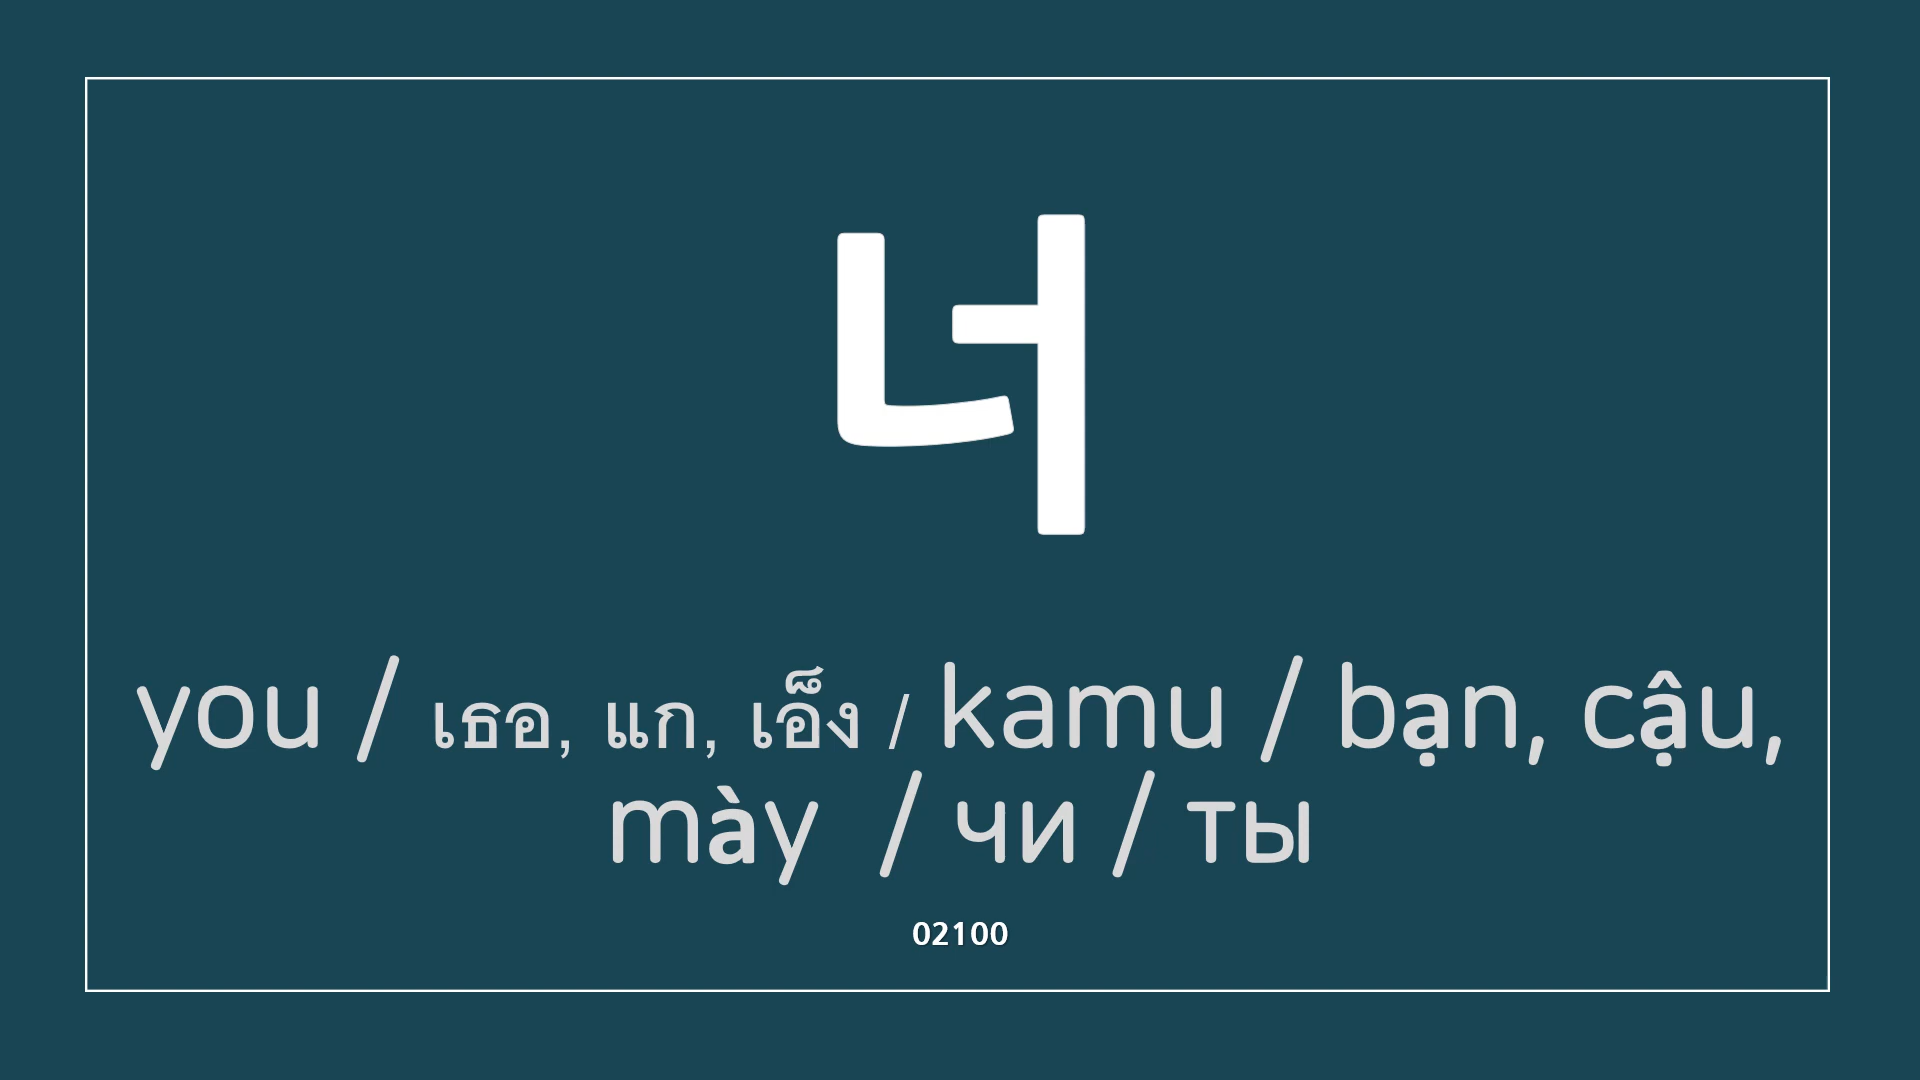 너
you / เธอ, แก, เอ็ง / kamu / bạn, cậu,
mày / чи / ты
02100